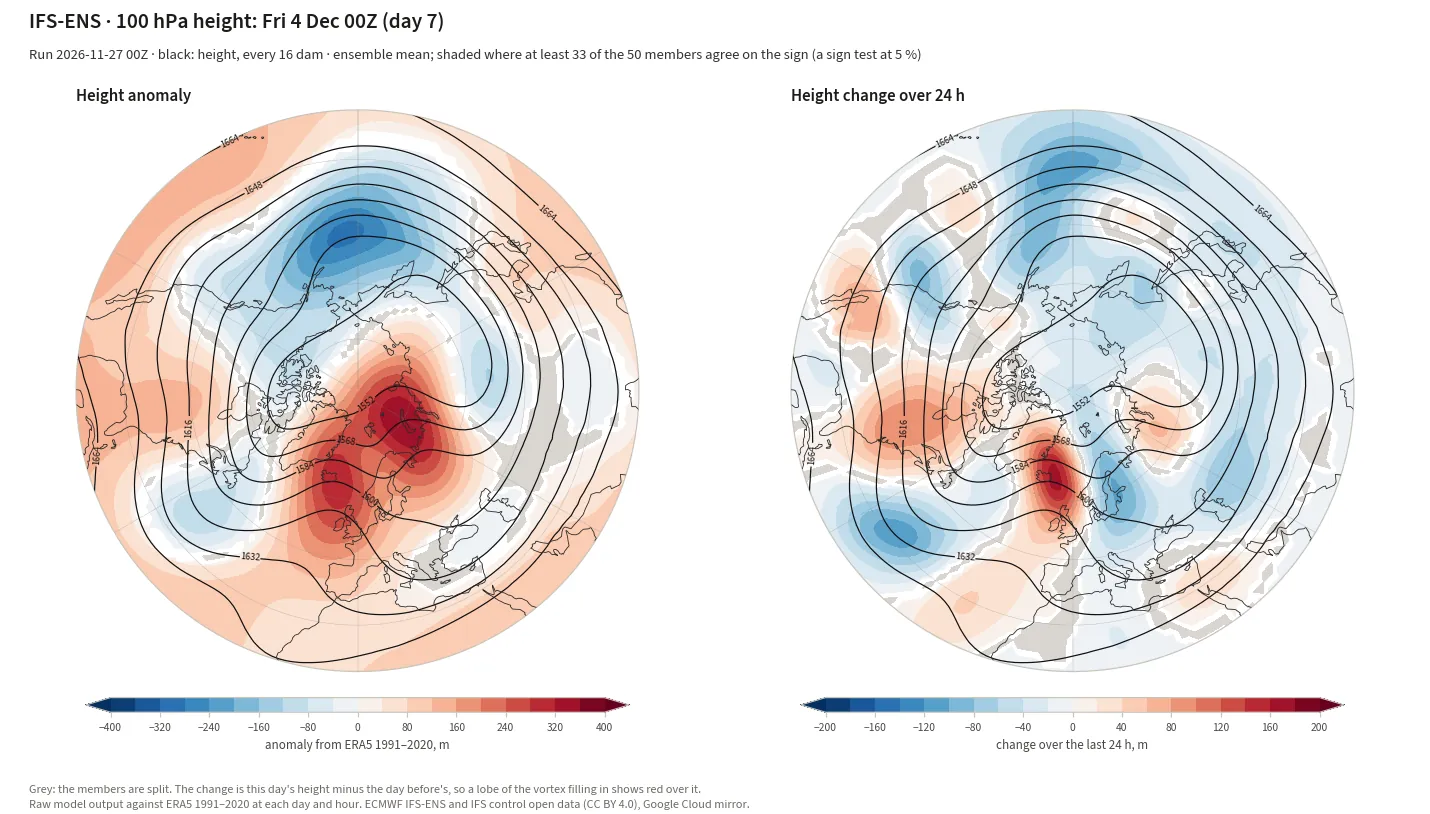 IFS-ENS · 100 hPa height: Fri 4 Dec 00Z (day 7)
Run 2026-11-27 00Z · black: height, every 16 dam · ensemble mean; shaded where at least 33 of the 50 members agree on the sign (a sign test at 5 %)
Height anomaly
Height change over 24 h
1664
1648
1664
1552
1616
1568
1584
1664
1600
1632
1664
1648
1664
1552
1616
1568
1584
1664
1600
1632
−400 −320 −240 −160 −80 0 80 160 240 320 400
anomaly from ERA5 1991–2020, m
−200 −160 −120 −80 −40 0 40 80 120 160 200
change over the last 24 h, m
Grey: the members are split. The change is this day's height minus the day before's, so a lobe of the vortex filling in shows red over it.
Raw model output against ERA5 1991–2020 at each day and hour. ECMWF IFS-ENS and IFS control open data (CC BY 4.0), Google Cloud mirror.